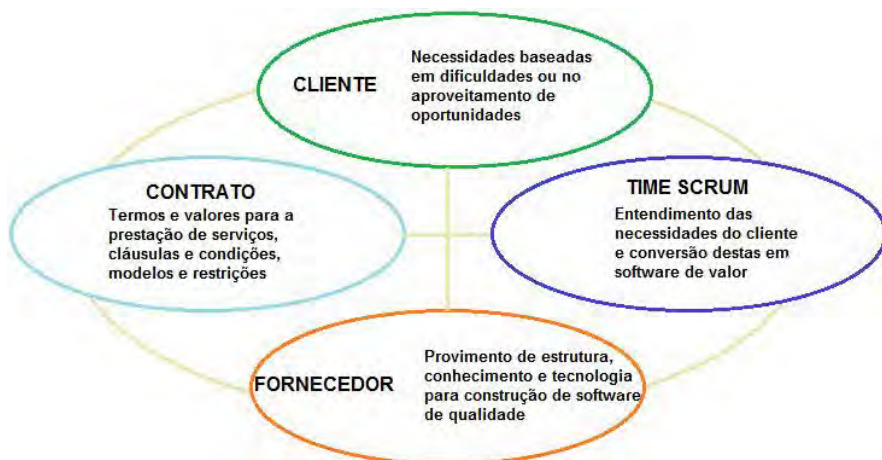 CLIENTE
Necessidades baseadas
em dificuldades ou no
aproveitamento de
oportunidades
CONTRATO
Termos e valores para a
prestação de serviços,
cláusulas e condições,
modelos e restrições
TIME SCRUM
Entendimento das
necessidades do cliente
e conversão destas em
software de valor
FORNECEDOR
Provimento de estrutura,
conhecimento e tecnologia
para construção de software
de qualidade